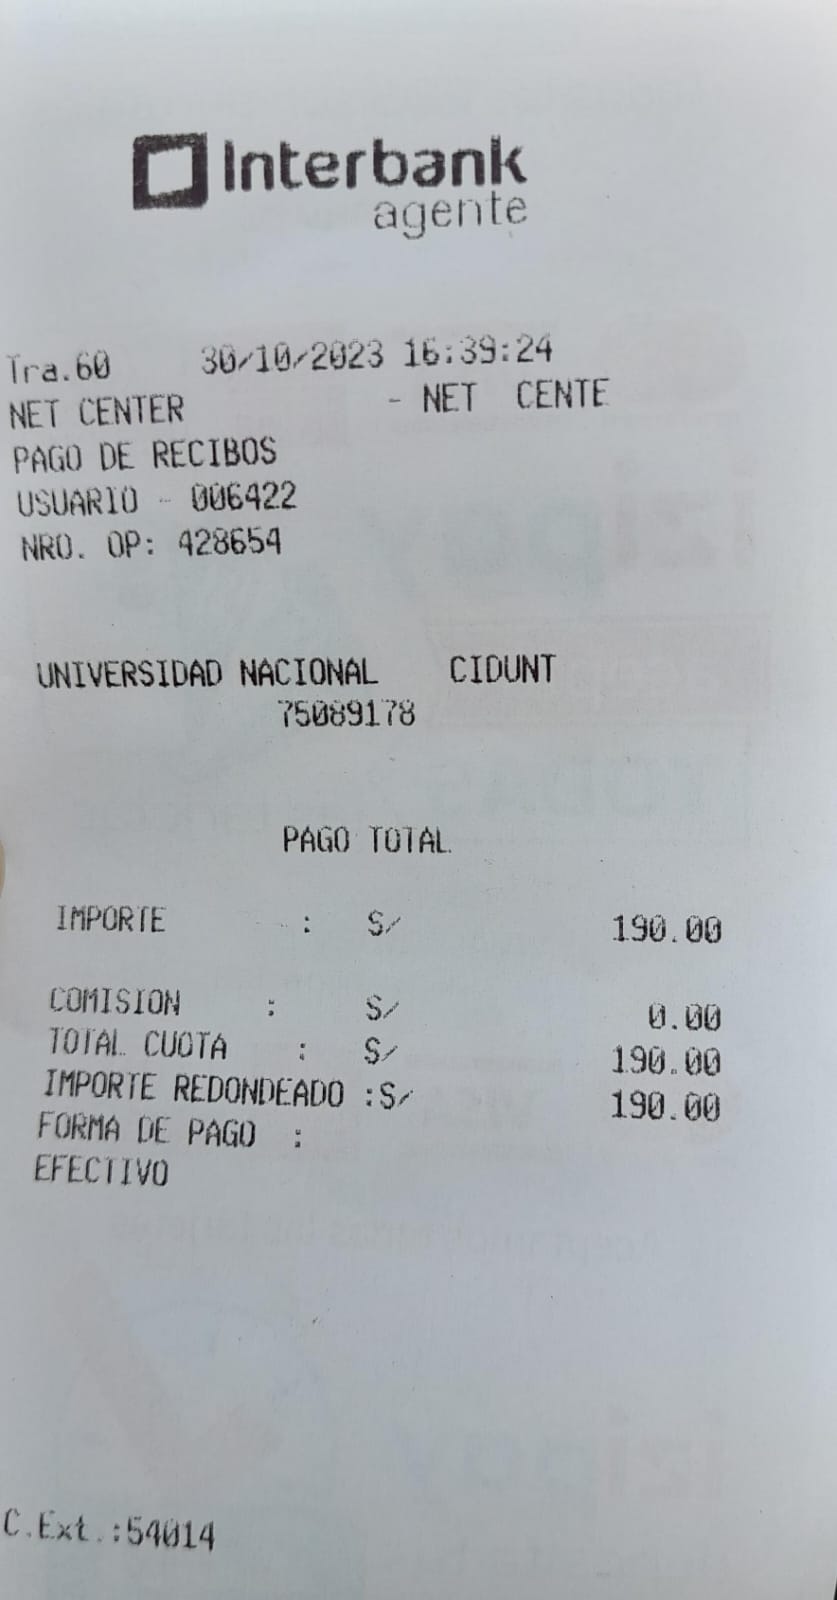 Interbank
agente
Tra.60 30/10/2023 16:39:24
NET CENTER - NET CENTE
PAGO DE RECIBOS
USUARIO - 006422
NRO. OP: 428654
UNIVERSIDAD NACIONAL CIDUNT
75089178
PAGO TOTAL
IMPORTE : S/ 190.00
COMISION : S/ 0.00
TOTAL CUOTA : S/ 190.00
IMPORTE REDONDEADO :S/ 190.00
FORMA DE PAGO :
EFECTIVO
C.Ext.:54014